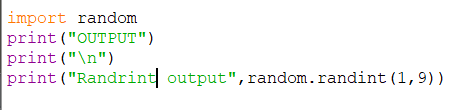 import random
print("OUTPUT")
print("\n")
print("Randrint output",random.randint(1,9))